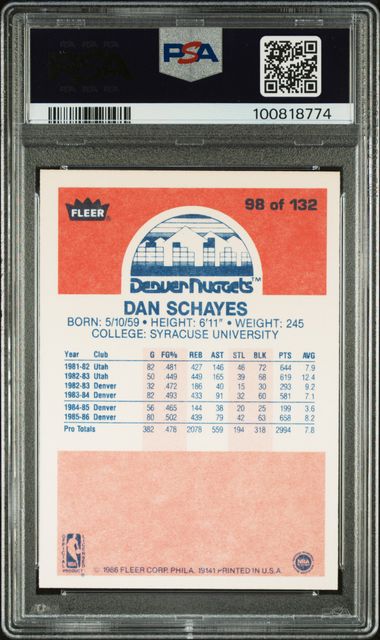 PSA
100818774
FLEER
98 of 132
Denver Nuggets™
DAN SCHAYES
BORN: 5/10/59 • HEIGHT: 6'11" • WEIGHT: 245
COLLEGE: SYRACUSE UNIVERSITY
Year Club G FG% REB AST STL BLK PTS AVG
1981-82 Utah 82 481 427 146 46 72 644 7.9
1982-83 Utah 50 449 449 165 39 68 619 12.4
1982-83 Denver 32 472 186 40 15 30 293 9.2
1983-84 Denver 82 493 433 91 32 60 581 7.1
1984-85 Denver 56 465 144 38 20 25 199 3.6
1985-86 Denver 80 502 439 79 42 63 658 8.2
Pro Totals 382 478 2078 559 194 318 2994 7.8
NBA
© 1986 FLEER CORP. PHILA. 19141 PRINTED IN U.S.A.